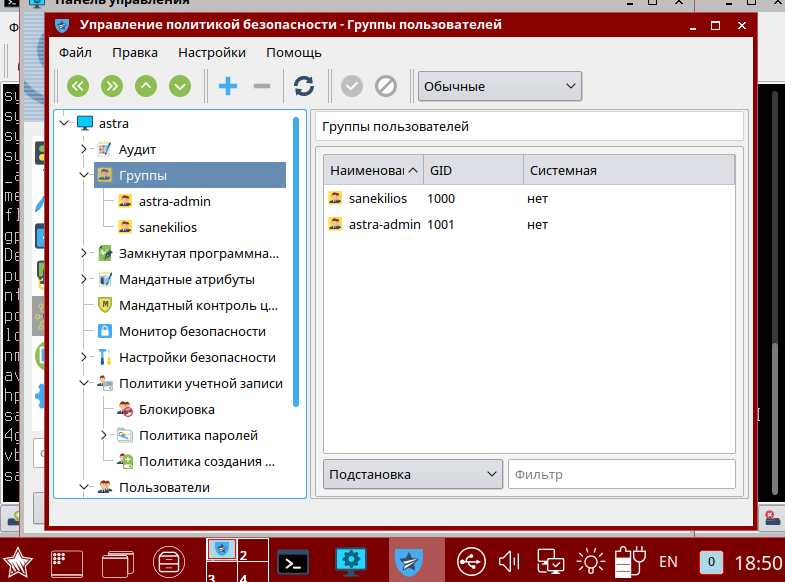 Панель управления
Управление политикой безопасности - Группы пользователей
Файл Правка Настройки Помощь
Обычные
astra
Аудит
Группы
astra-admin
sanekilios
Замкнутая программна...
Мандатные атрибуты
Мандатный контроль ц...
Монитор безопасности
Настройки безопасности
Политики учетной записи
Блокировка
Политика паролей
Политика создания ...
Пользователи
Группы пользователей
Наименован GID Системная
sanekilios 1000 нет
astra-admin 1001 нет
Подстановка Фильтр
2
3 4
EN 0 18:50